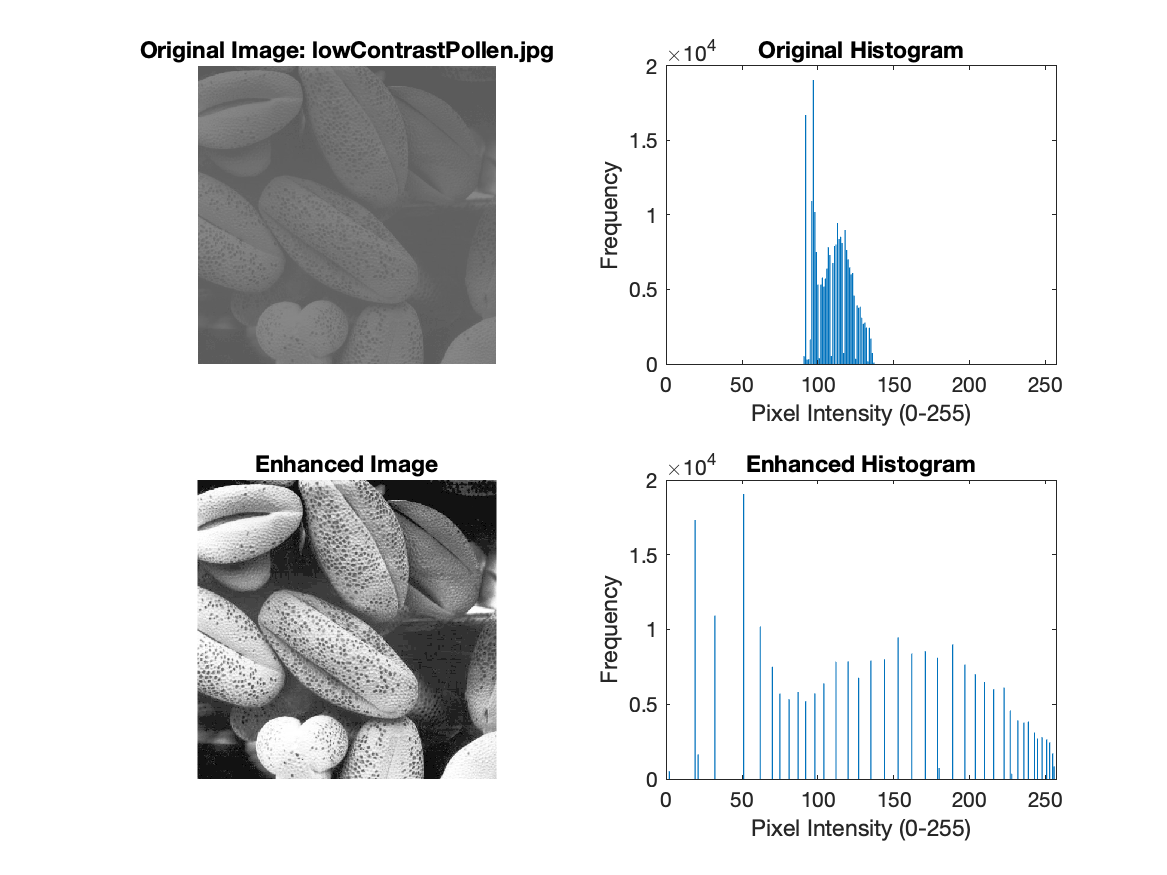 Original Image: lowContrastPollen.jpg
Original Histogram
×10^4
2
1.5
1
0.5
0
Frequency
0 50 100 150 200 250
Pixel Intensity (0-255)
Enhanced Image
Enhanced Histogram
×10^4
2
1.5
1
0.5
0
Frequency
0 50 100 150 200 250
Pixel Intensity (0-255)